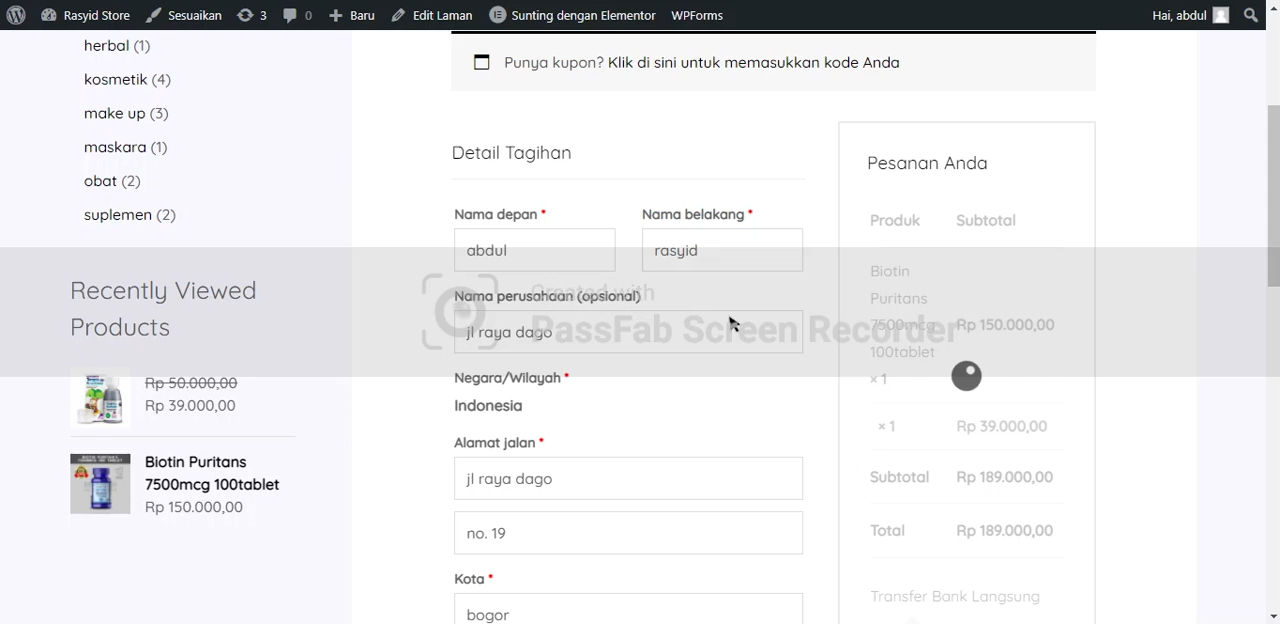 Rasyid Store
Sesuaikan
3
0
Baru
Edit Laman
Sunting dengan Elementor
WPForms
Hai, abdul
herbal (1)
kosmetik (4)
make up (3)
maskara (1)
obat (2)
suplemen (2)
Recently Viewed
Products
Rp 50.000,00
Rp 39.000,00
Biotin Puritans
7500mcg 100tablet
Rp 150.000,00
Punya kupon? Klik di sini untuk memasukkan kode Anda
Detail Tagihan
Nama depan *
Nama belakang *
abdul
rasyid
Nama perusahaan (opsional)
jl raya dago
Created with
PassFab Screen Recorder
Negara/Wilayah *
Indonesia
Alamat jalan *
jl raya dago
no. 19
Kota *
bogor
Pesanan Anda
Produk Subtotal
Biotin
Puritans
7500mcg Rp 150.000,00
100tablet
× 1
× 1 Rp 39.000,00
Subtotal Rp 189.000,00
Total Rp 189.000,00
Transfer Bank Langsung